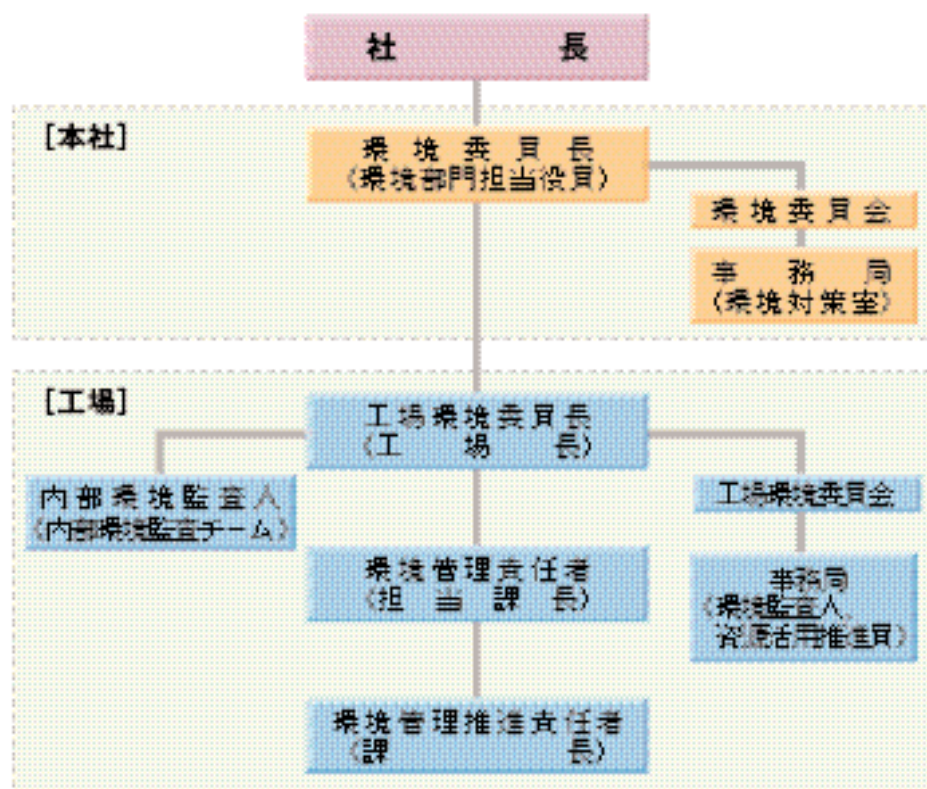 社長
[本社]
環境委員長
(環境部門担当役員)
環境委員会
事務局
(環境対策室)
[工場]
工場環境委員長
(工場長)
内部環境監査人
(内部環境監査チーム)
工場環境委員会
環境管理責任者
(担当課長)
事務局
(環境監査人、
資源活用推進員)
環境管理推進責任者
(課長)